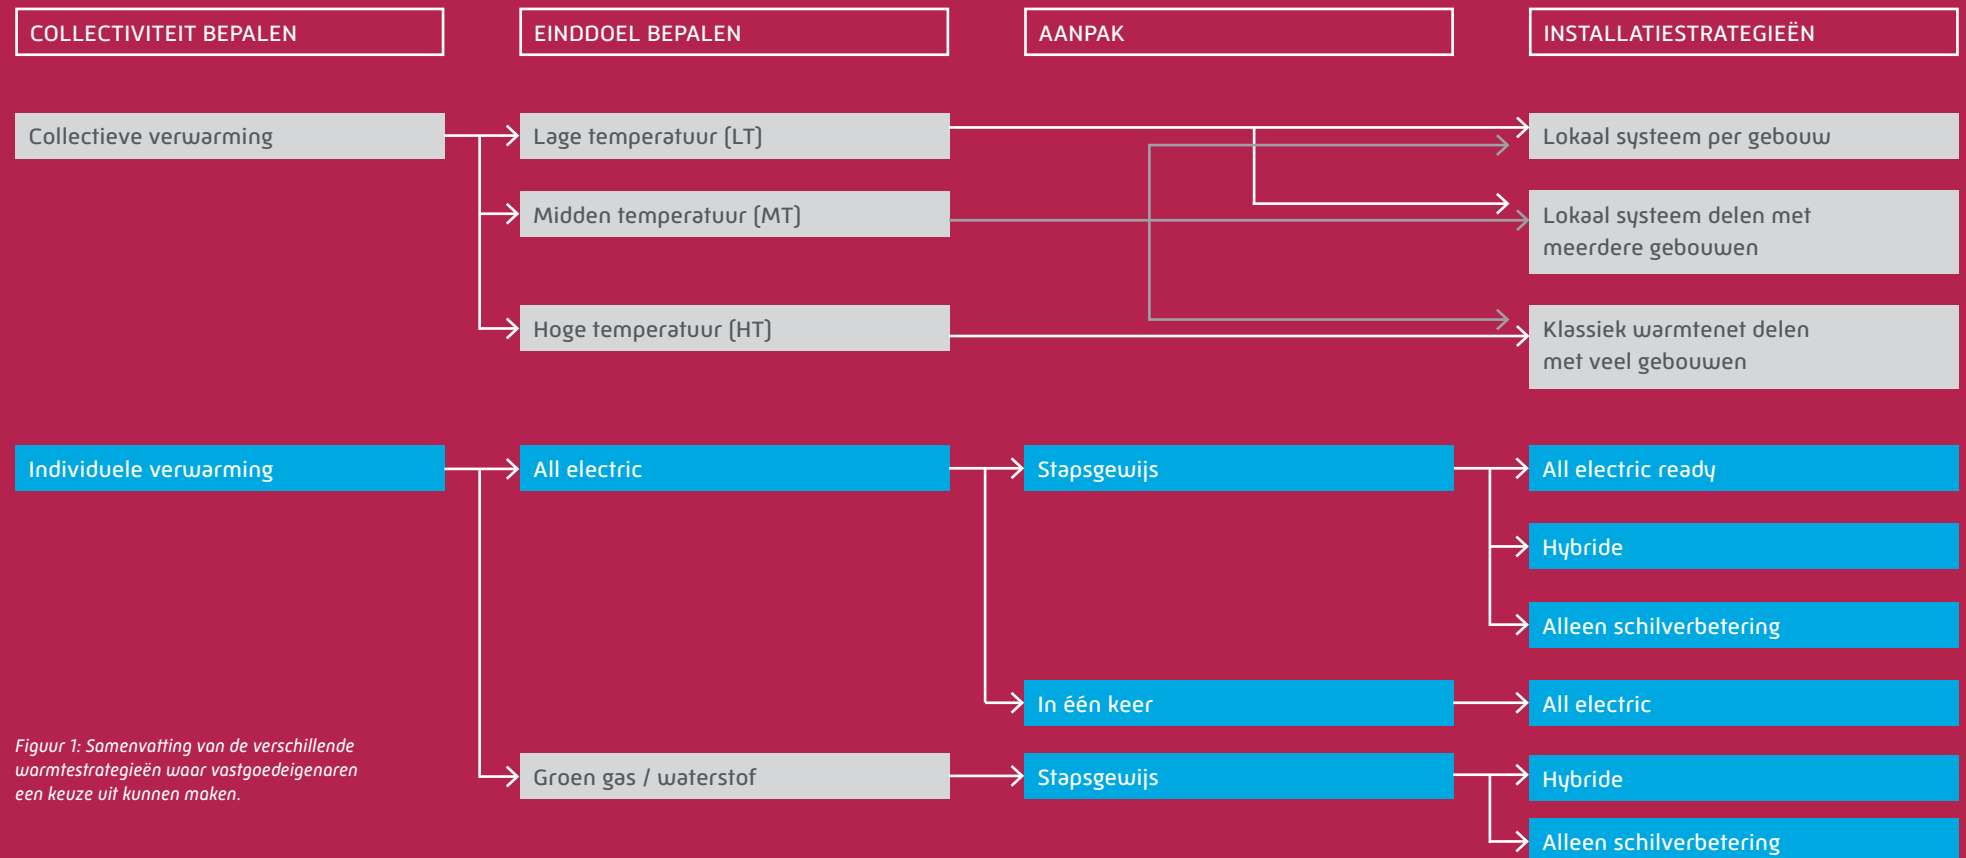 COLLECTIVITEIT BEPALEN
EINDDOEL BEPALEN
AANPAK
INSTALLATIESTRATEGIEËN
Collectieve verwarming
Lage temperatuur (LT)
Lokaal systeem per gebouw
Midden temperatuur (MT)
Lokaal systeem delen met
meerdere gebouwen
Hoge temperatuur (HT)
Klassiek warmtenet delen
met veel gebouwen
Individuele verwarming
All electric
Stapsgewijs
All electric ready
Hybride
Alleen schilverbetering
In één keer
All electric
Groen gas / waterstof
Stapsgewijs
Hybride
Alleen schilverbetering
Figuur 1: Samenvatting van de verschillende
warmtestrategieën waar vastgoedeigenaren
een keuze uit kunnen maken.